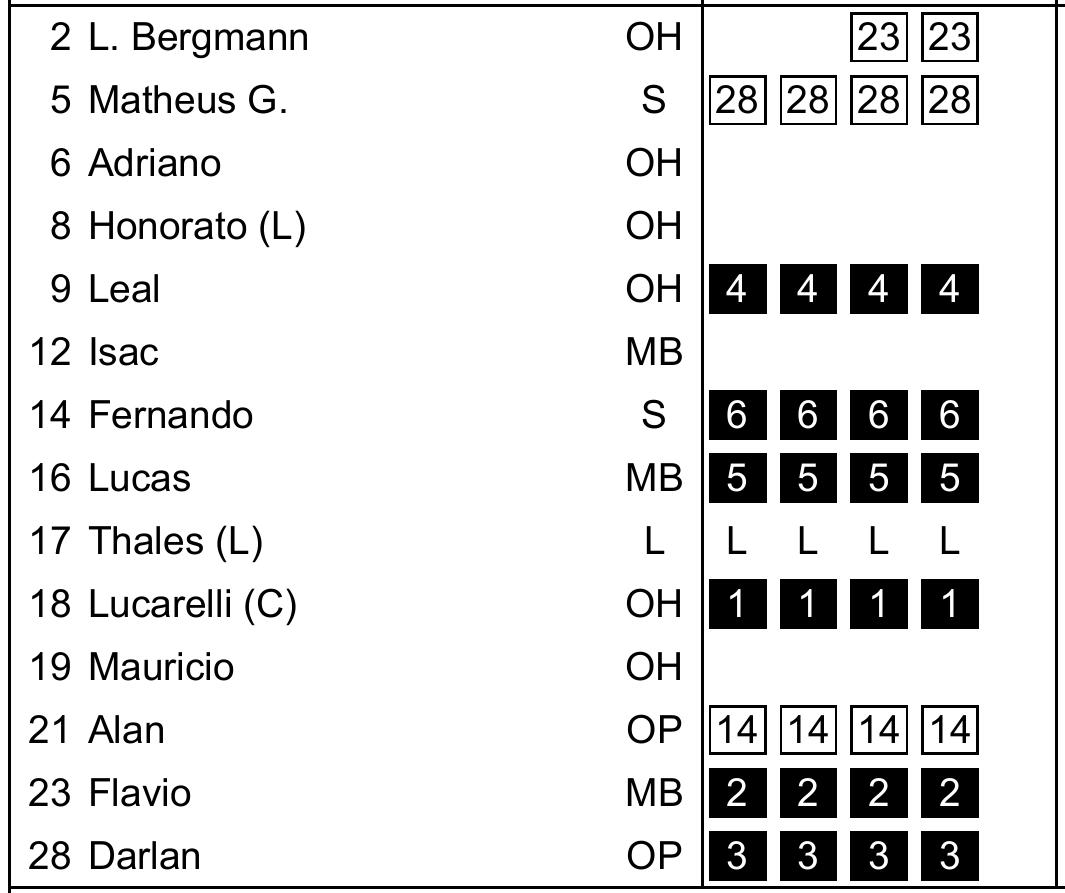 2 L. Bergmann OH 23 23
5 Matheus G. S 28 28 28 28
6 Adriano OH
8 Honorato (L) OH
9 Leal OH 4 4 4 4
12 Isac MB
14 Fernando S 6 6 6 6
16 Lucas MB 5 5 5 5
17 Thales (L) L L L L L
18 Lucarelli (C) OH 1 1 1 1
19 Mauricio OH
21 Alan OP 14 14 14 14
23 Flavio MB 2 2 2 2
28 Darlan OP 3 3 3 3